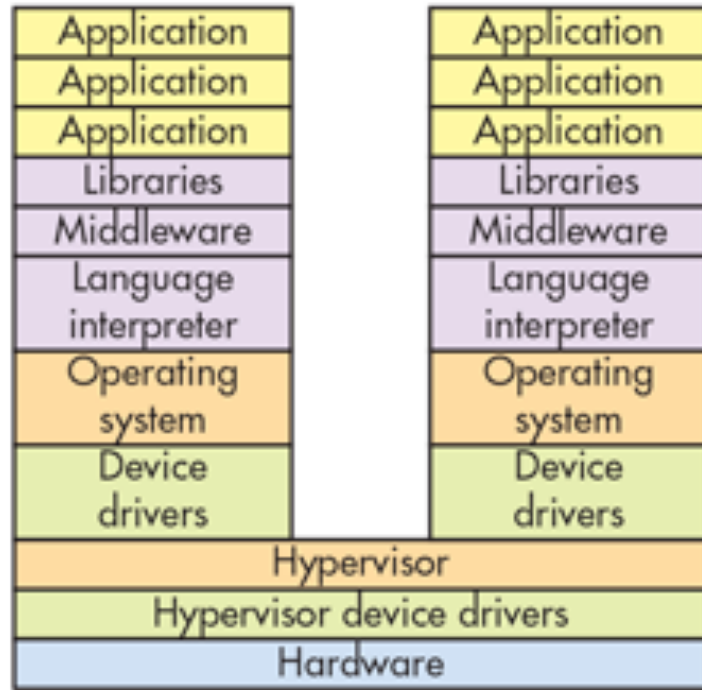 Application
Application
Application
Libraries
Middleware
Language
interpreter
Operating
system
Device
drivers
Application
Application
Application
Libraries
Middleware
Language
interpreter
Operating
system
Device
drivers
Hypervisor
Hypervisor device drivers
Hardware